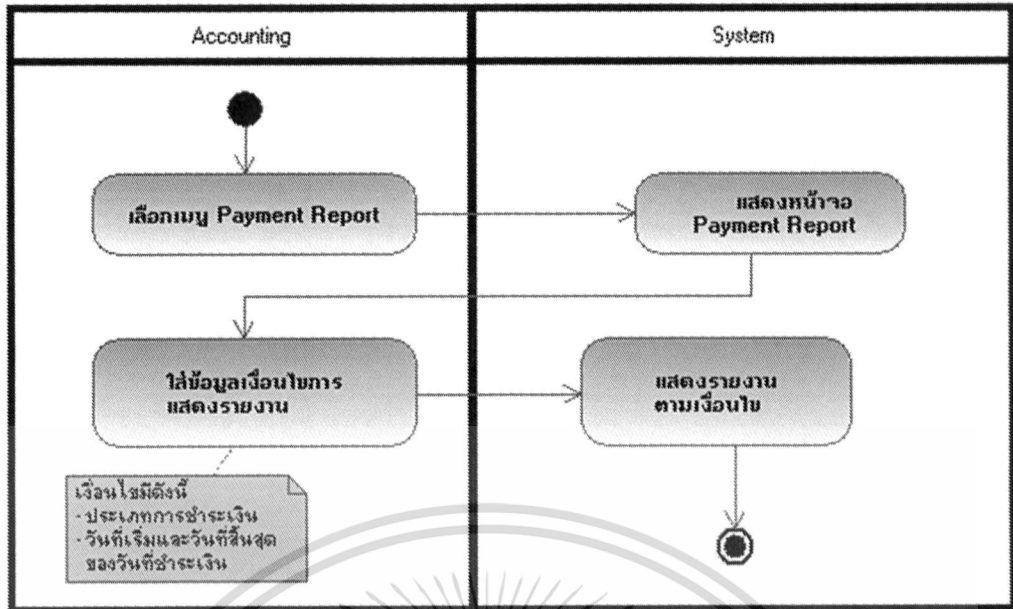 Accounting
System
เลือกเมนู Payment Report
แสดงหน้าจอ
Payment Report
ใส่ข้อมูลเงื่อนไขการ
แสดงรายงาน
แสดงรายงาน
ตามเงื่อนไข
เงื่อนไขมีดังนี้
- ประเภทการชำระเงิน
- วันที่เริ่มและวันที่สิ้นสุด
ของวันที่ชำระเงิน